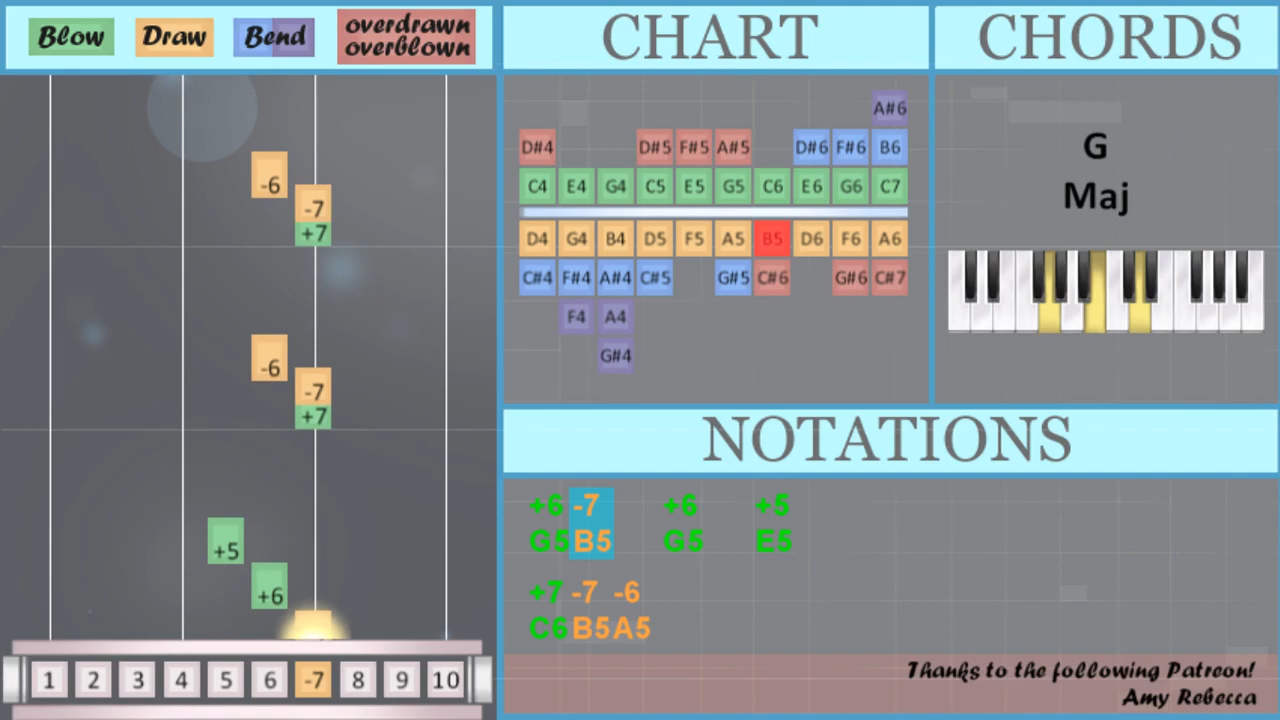 Blow Draw Bend overdrawn
overblown
CHART
CHORDS
-6
-7
+7
-6
-7
+7
+5
+6
1 2 3 4 5 6 -7 8 9 10
A#6
D#4 D#5 F#5 A#5 D#6 F#6 B6
C4 E4 G4 C5 E5 G5 C6 E6 G6 C7
D4 G4 B4 D5 F5 A5 B5 D6 F6 A6
C#4 F#4 A#4 C#5 G#5 C#6 G#6 C#7
F4 A4
G#4
G
Maj
NOTATIONS
+6 -7 +6 +5
G5 B5 G5 E5
+7 -7 -6
C6 B5 A5
Thanks to the following Patreon!
Amy Rebecca